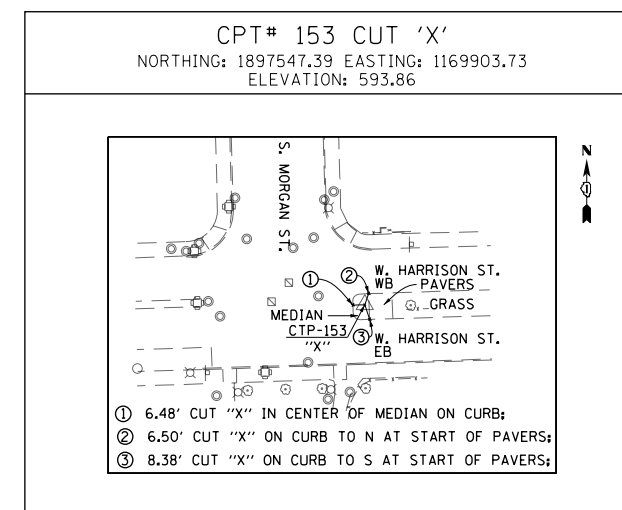 CPT# 153 CUT 'X'
NORTHING: 1897547.39 EASTING: 1169903.73
ELEVATION: 593.86
N
S. MORGAN ST.
① ② W. HARRISON ST.
WB PAVERS
GRASS
MEDIAN
CTP-153
"X"
③ W. HARRISON ST.
EB
① 6.48' CUT "X" IN CENTER OF MEDIAN ON CURB;
② 6.50' CUT "X" ON CURB TO N AT START OF PAVERS;
③ 8.38' CUT "X" ON CURB TO S AT START OF PAVERS;